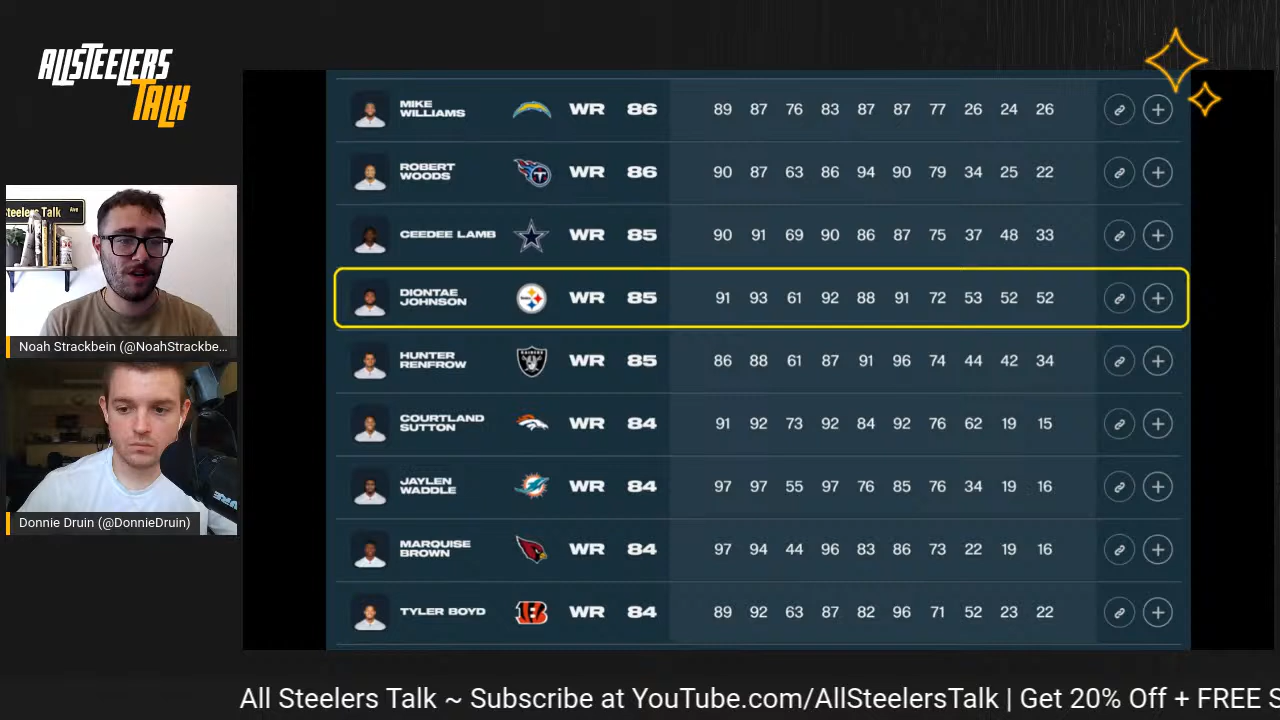 ALLSTEELERS
TALK
Steelers Talk Ave
Noah Strackbein (@NoahStrackbe...
Donnie Druin (@DonnieDruin)
MIKE
WILLIAMS
WR 86 89 87 76 83 87 87 77 26 24 26
ROBERT
WOODS
WR 86 90 87 63 86 94 90 79 34 25 22
CEEDEE LAMB WR 85 90 91 69 90 86 87 75 37 48 33
DIONTAE
JOHNSON
WR 85 91 93 61 92 88 91 72 53 52 52
HUNTER
RENFROW
RAIDERS
WR 85 86 88 61 87 91 96 74 44 42 34
COURTLAND
SUTTON
WR 84 91 92 73 92 84 92 76 62 19 15
JAYLEN
WADDLE
WR 84 97 97 55 97 76 85 76 34 19 16
MARQUISE
BROWN
WR 84 97 94 44 96 83 86 73 22 19 16
TYLER BOYD B WR 84 89 92 63 87 82 96 71 52 23 22
All Steelers Talk ~ Subscribe at YouTube.com/AllSteelersTalk | Get 20% Off + FREE S